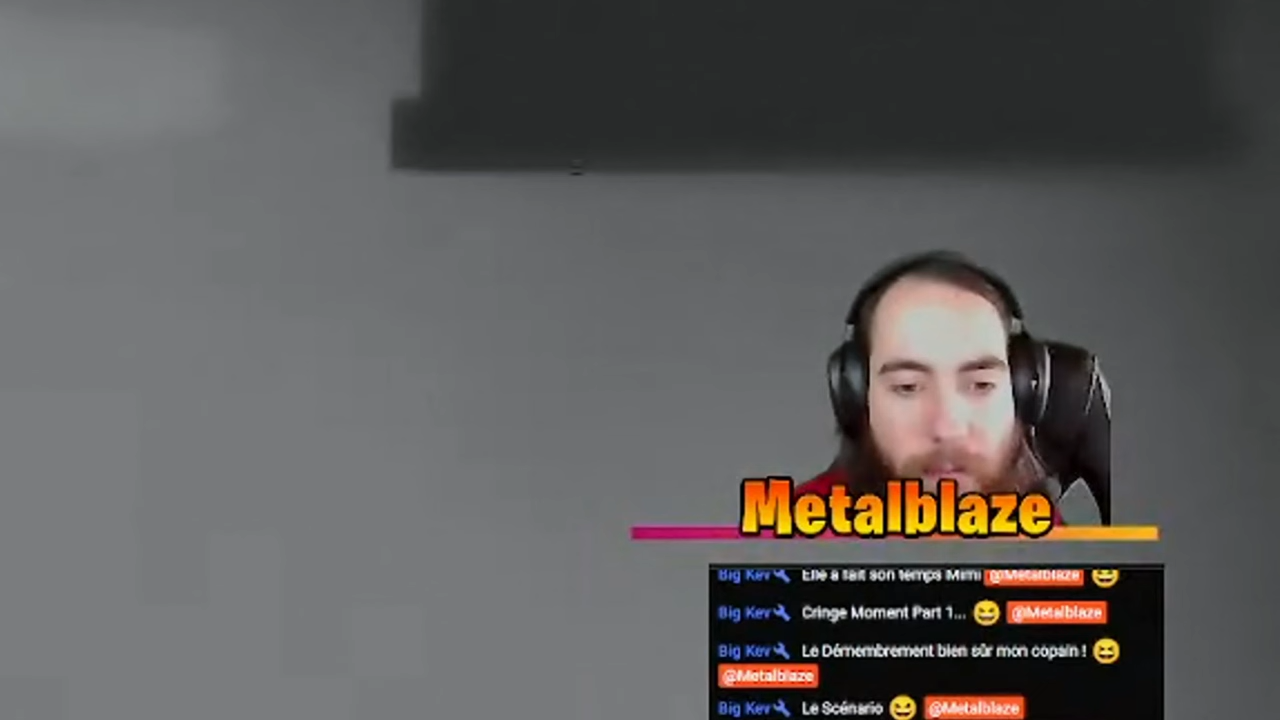 Metalblaze
Big Kev Elle a fait son temps Mimi @Metalblaze
Big Kev Cringe Moment Part 1... @Metalblaze
Big Kev Le Démembrement bien sûr mon copain !
@Metalblaze
Big Kev Le Scénario @Metalblaze